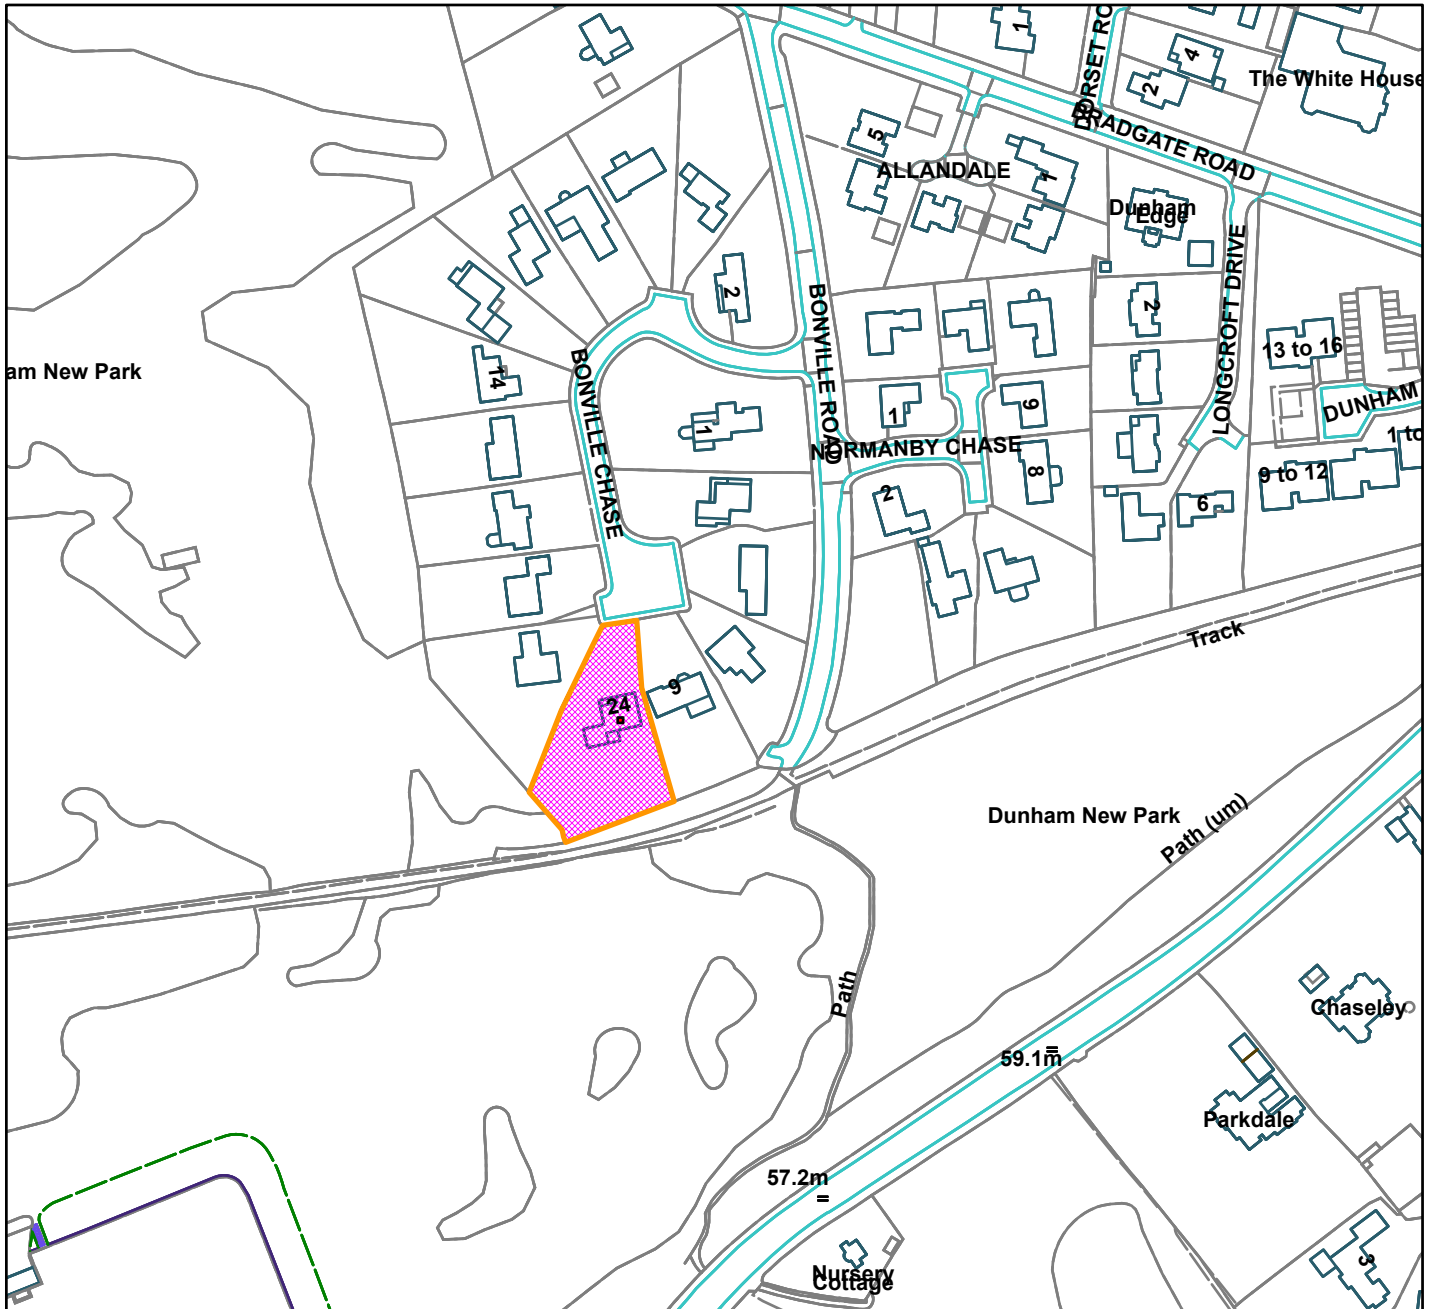 1
DORSET RO
4
2
The White House
BRADGATE ROAD
5
ALLANDALE
1
Dunham
Edge
2
BONVILLE ROAD
2
LONGCROFT DRIVE
13 to 16
am New Park
BONVILLE CHASE
14
1
1
9
DUNHAM
NORMANBY CHASE
1 to
8
9 to 12
2
6
Track
24
9
Dunham New Park
Path (um)
Path
Chaseley
59.1m
Parkdale
57.2m
Nursery
Cottage
3